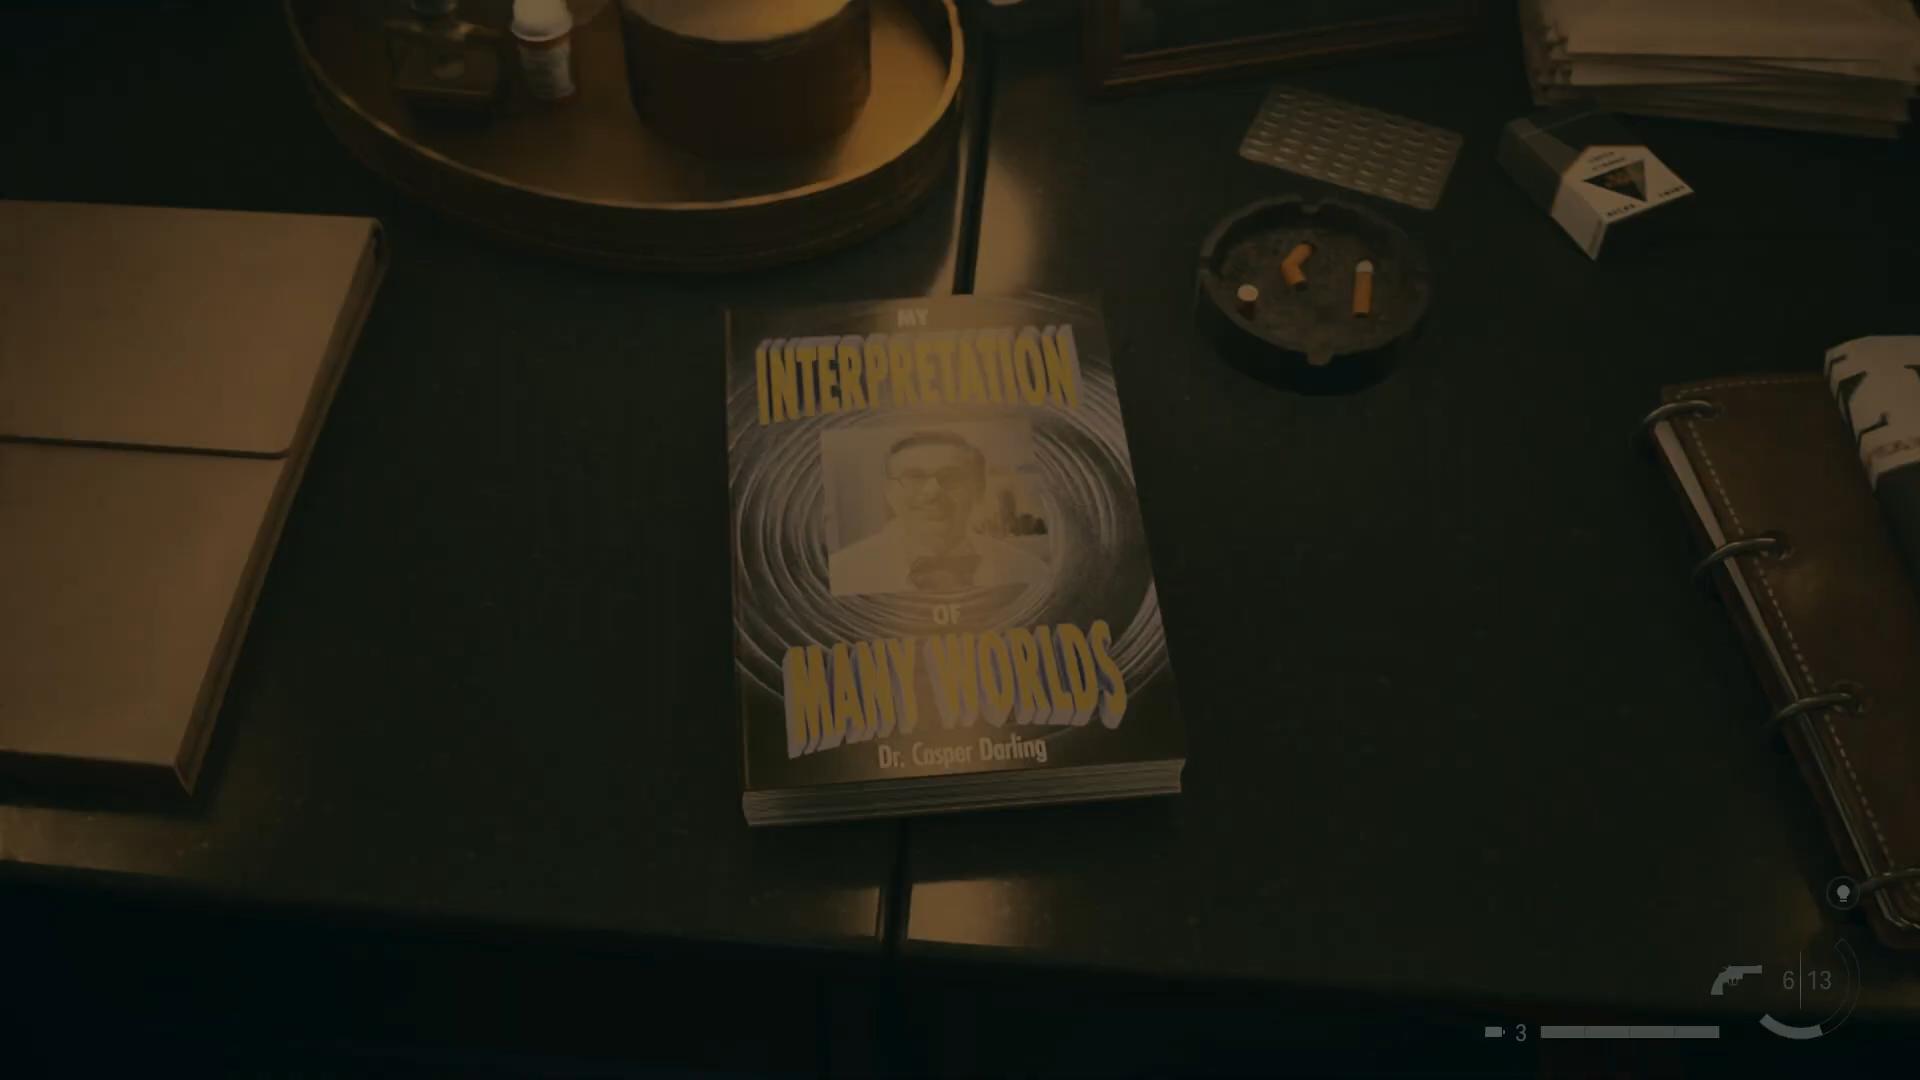 MY
INTERPRETATION
OF
MANY WORLDS
Dr. Casper Darling
6 | 13
3